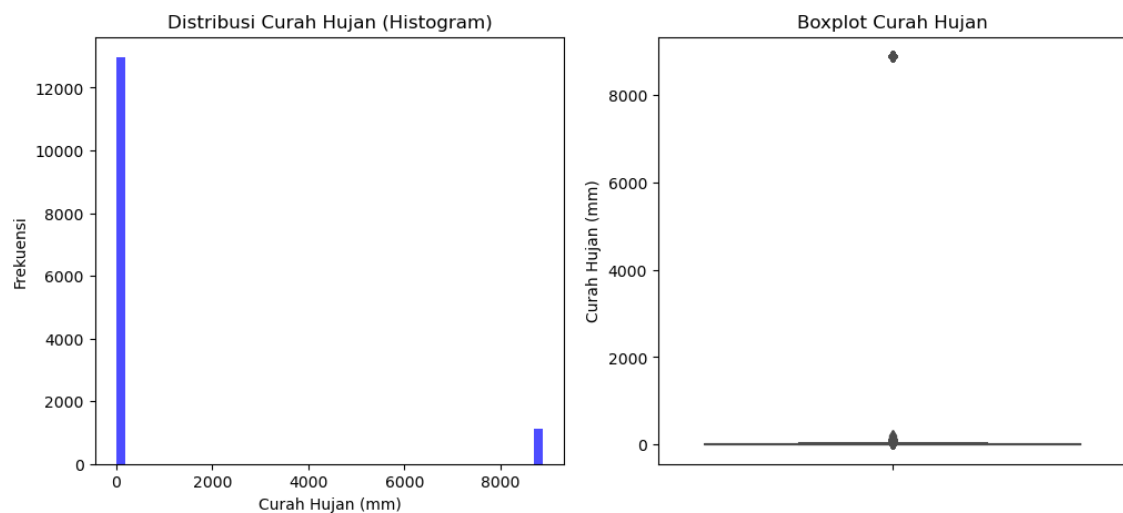 Distribusi Curah Hujan (Histogram)
12000
10000
8000
6000
4000
2000
0
Frekuensi
0 2000 4000 6000 8000
Curah Hujan (mm)
Boxplot Curah Hujan
8000
6000
4000
2000
0
Curah Hujan (mm)